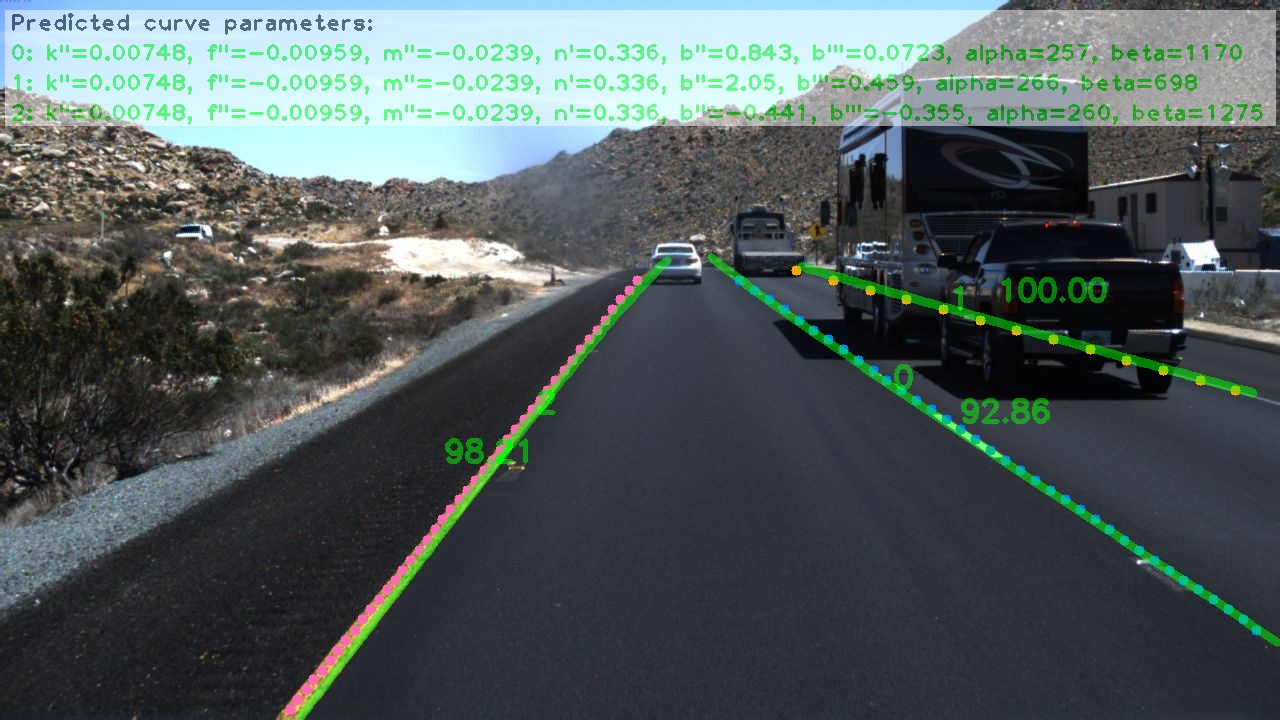 Predicted curve parameters:
0: k''=0.00748, f''=-0.00959, m''=-0.0239, n'=0.336, b''=0.843, b'''=0.0723, alpha=257, beta=1170
1: k''=0.00748, f''=-0.00959, m''=-0.0239, n'=0.336, b''=2.05, b'''=0.459, alpha=266, beta=698
2: k''=0.00748, f''=-0.00959, m''=-0.0239, n'=0.336, b''=-0.441, b'''=-0.355, alpha=260, beta=1275
1 100.00
0
92.86
98.21